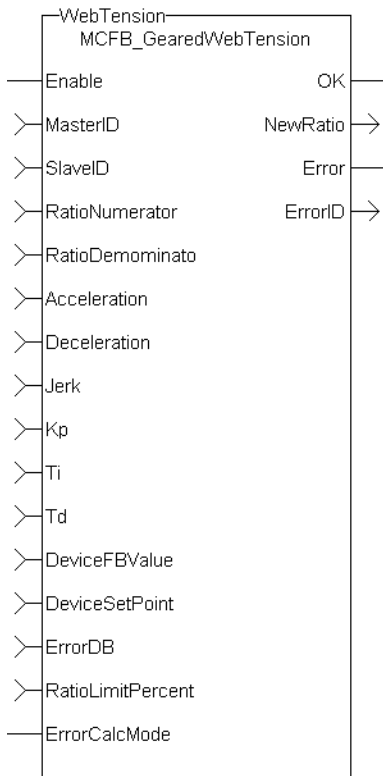 WebTension
MCFB_GearedWebTension
Enable OK
MasterID NewRatio
SlaveID Error
RatioNumerator ErrorID
RatioDemominato
Acceleration
Deceleration
Jerk
Kp
Ti
Td
DeviceFBValue
DeviceSetPoint
ErrorDB
RatioLimitPercent
ErrorCalcMode